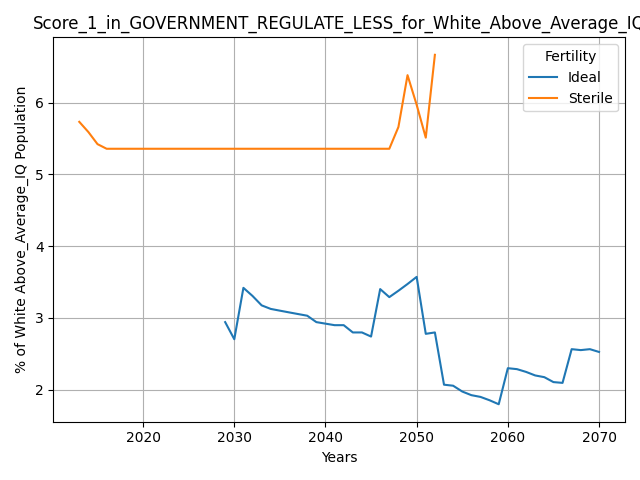 Score_1_in_GOVERNMENT_REGULATE_LESS_for_White_Above_Average_IQ
Fertility
Ideal
Sterile
% of White Above_Average_IQ Population
6
5
4
3
2
2020 2030 2040 2050 2060 2070
Years